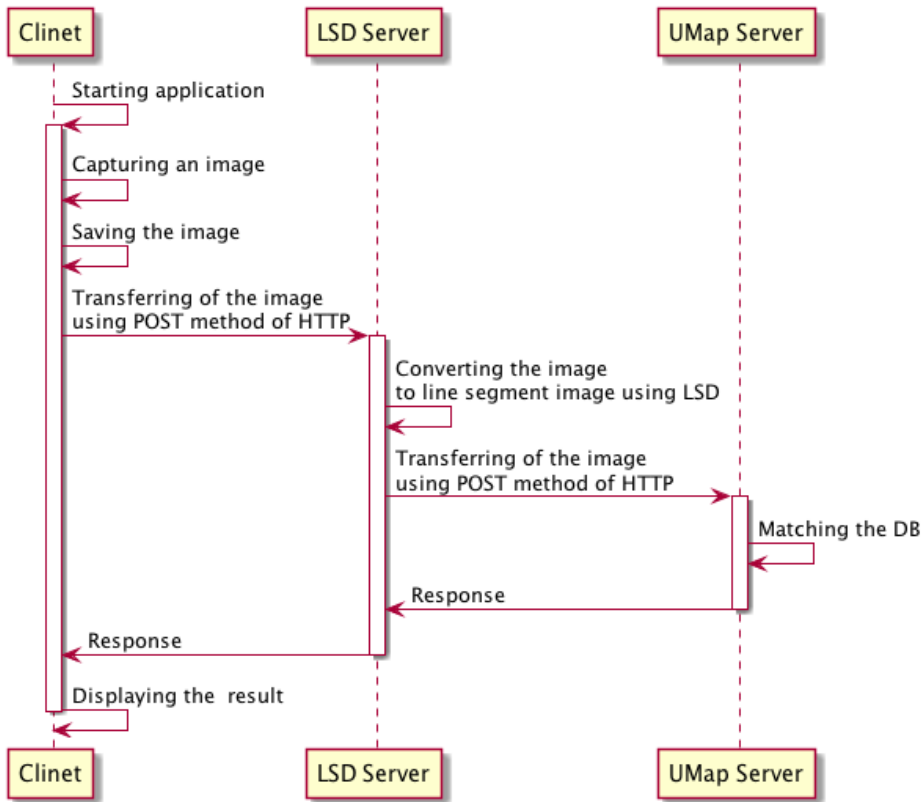 Clinet
LSD Server
UMap Server
Starting application
Capturing an image
Saving the image
Transferring of the image
using POST method of HTTP
Converting the image
to line segment image using LSD
Transferring of the image
using POST method of HTTP
Matching the DB
Response
Response
Displaying the  result
Clinet
LSD Server
UMap Server